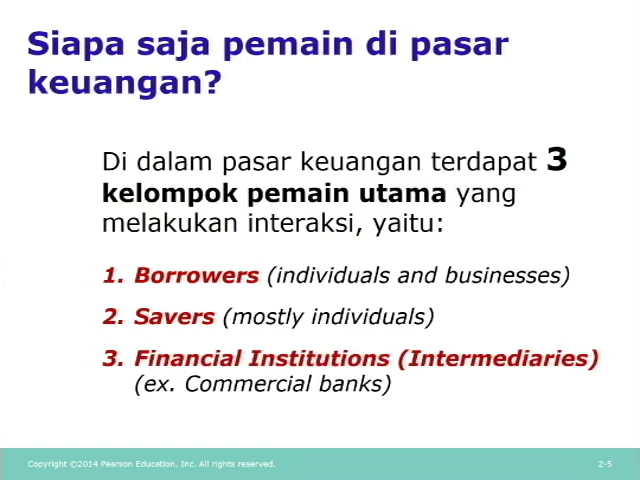 Siapa saja pemain di pasar
keuangan?
Di dalam pasar keuangan terdapat 3
kelompok pemain utama yang
melakukan interaksi, yaitu:
1. Borrowers (individuals and businesses)
2. Savers (mostly individuals)
3. Financial Institutions (Intermediaries)
(ex. Commercial banks)
Copyright ©2014 Pearson Education, Inc. All rights reserved.
2-5